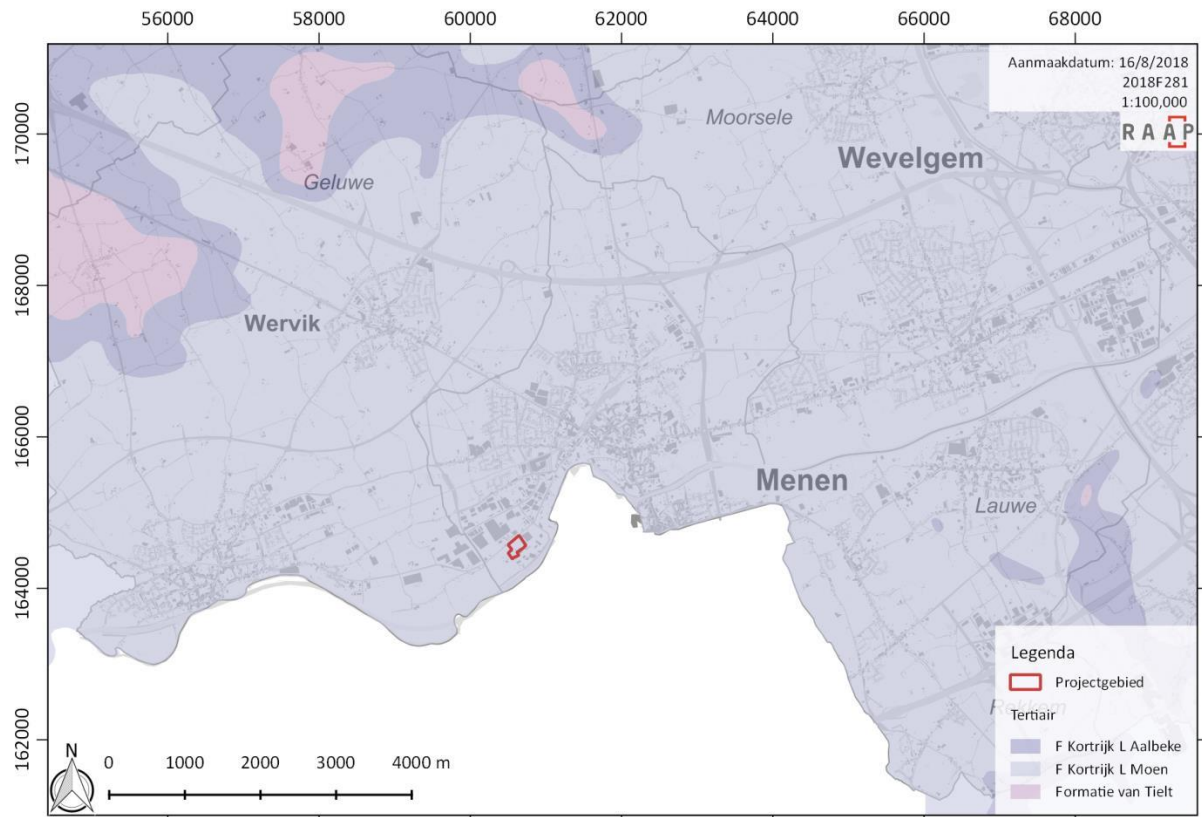 56000 58000 60000 62000 64000 66000 68000
Aanmaakdatum: 16/8/2018
2018F281
1:100,000
RAAP
170000
168000
166000
164000
162000
Moorsele
Wevelgem
Geluwe
Wervik
Menen
Lauwe
Rekkem
Legenda
Projectgebied
Tertiair
F Kortrijk L Aalbeke
F Kortrijk L Moen
Formatie van Tielt
N
0 1000 2000 3000 4000 m